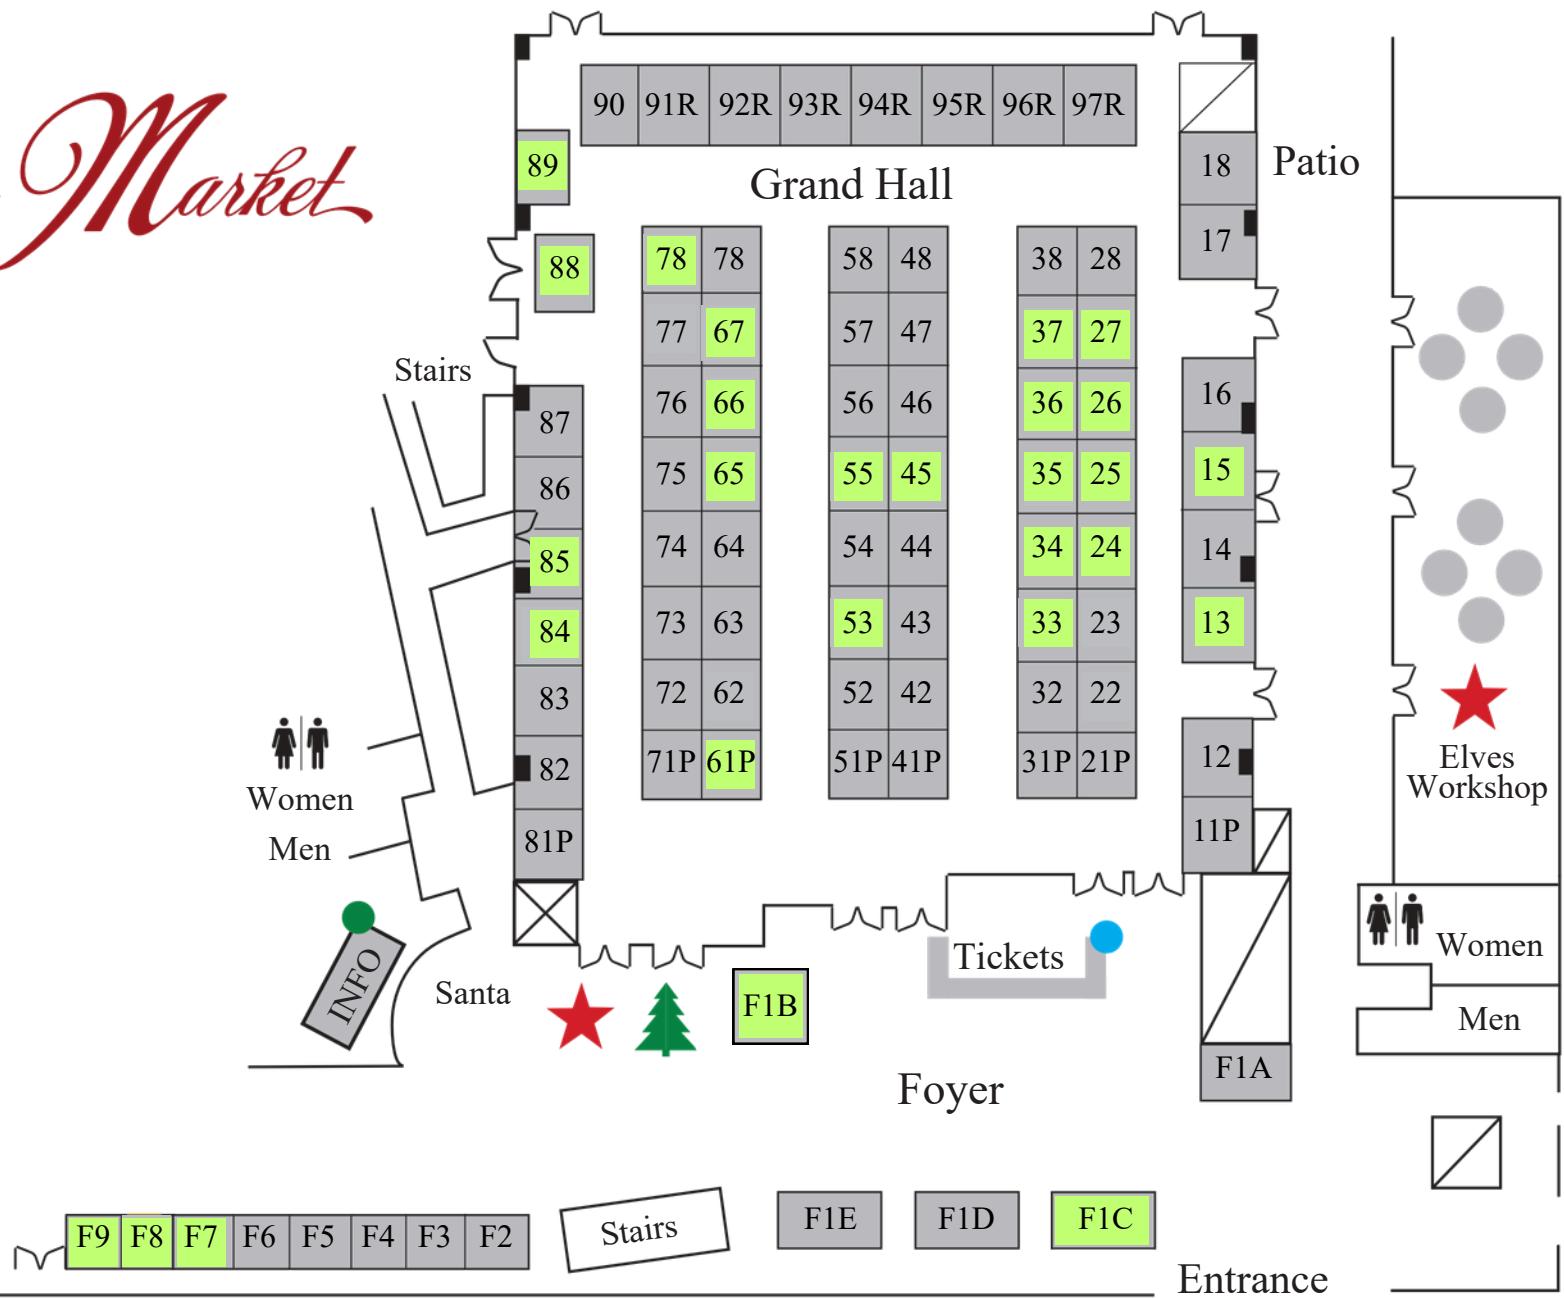 Market
90 91R 92R 93R 94R 95R 96R 97R
89
Grand Hall
18
Patio
17
88
78 78 58 48 38 28
77 67 57 47 37 27
Stairs
76 66 56 46 36 26
16
87
75 65 55 45 35 25
15
86
74 64 54 44 34 24
14
85
73 63 53 43 33 23
13
84
72 62 52 42 32 22
83
71P 61P 51P 41P 31P 21P
12
82
Elves
Workshop
Women
Men
81P
11P
INFO
Santa
Tickets
Women
F1B
Men
F1A
Foyer
F9 F8 F7 F6 F5 F4 F3 F2
Stairs
F1E F1D F1C
Entrance